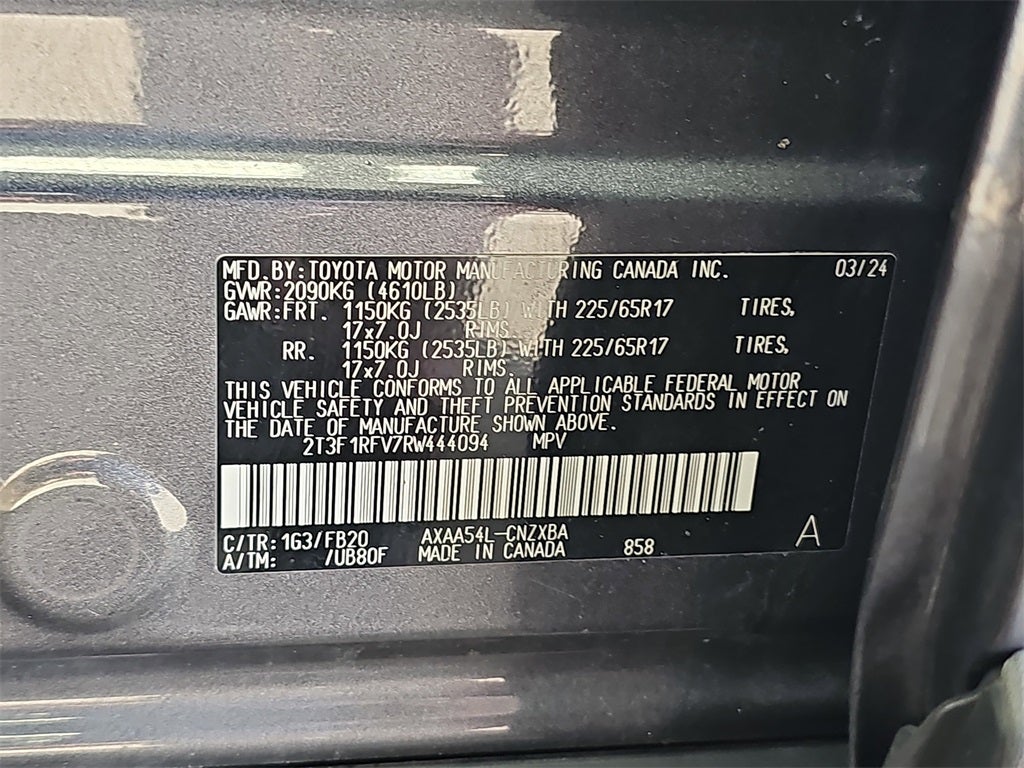 MFD.BY:TOYOTA MOTOR MANUFACTURING CANADA INC. 03/24
GVWR:2090KG (4610LB)
GAWR:FRT. 1150KG (2535LB) WITH 225/65R17 TIRES,
17x7.0J RIMS.
RR. 1150KG (2535LB) WITH 225/65R17 TIRES,
17x7.0J RIMS.
THIS VEHICLE CONFORMS TO ALL APPLICABLE FEDERAL MOTOR
VEHICLE SAFETY AND THEFT PREVENTION STANDARDS IN EFFECT ON
THE DATE OF MANUFACTURE SHOWN ABOVE.
2T3F1RFV7RW444094 MPV
C/TR:1G3/FB20 AXAA54L-CNZXBA
A/TM: /UB80F MADE IN CANADA 858 A